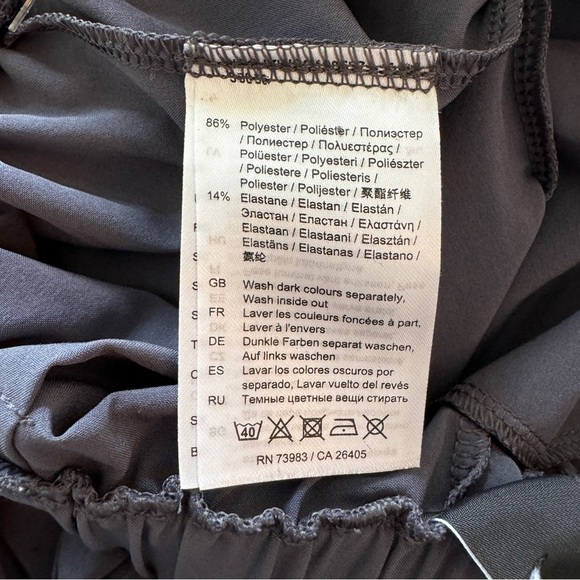 86% Polyester / Poliéster / Полиэстер
/ Полиестер / Πολυεστέρας /
Polüester / Polyesteri / Poliészter
/ Poliestere / Poliesteris /
Poliester / Polijester / 聚酯纤维
14% Elastane / Elastan / Elastán /
Эластан / Еластан / Ελαστάνη /
Elastaan / Elastaani / Elasztán /
Elastāns / Elastanas / Elastano /
氨纶
GB Wash dark colours separately,
Wash inside out
FR Laver les couleurs foncées à part,
Laver à l'envers
DE Dunkle Farben separat waschen,
Auf links waschen
ES Lavar los colores oscuros por
separado, Lavar vuelto del revés
RU Темные цветные вещи стирать
40
RN 73983 / CA 26405